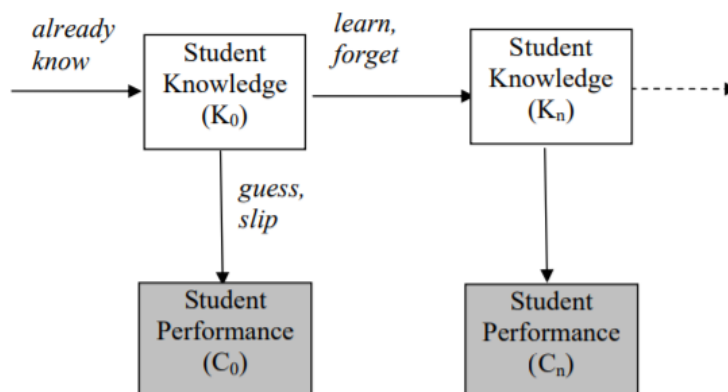 already
know
Student
Knowledge
(K₀)
learn,
forget
Student
Knowledge
(Kₙ)
guess,
slip
Student
Performance
(C₀)
Student
Performance
(Cₙ)